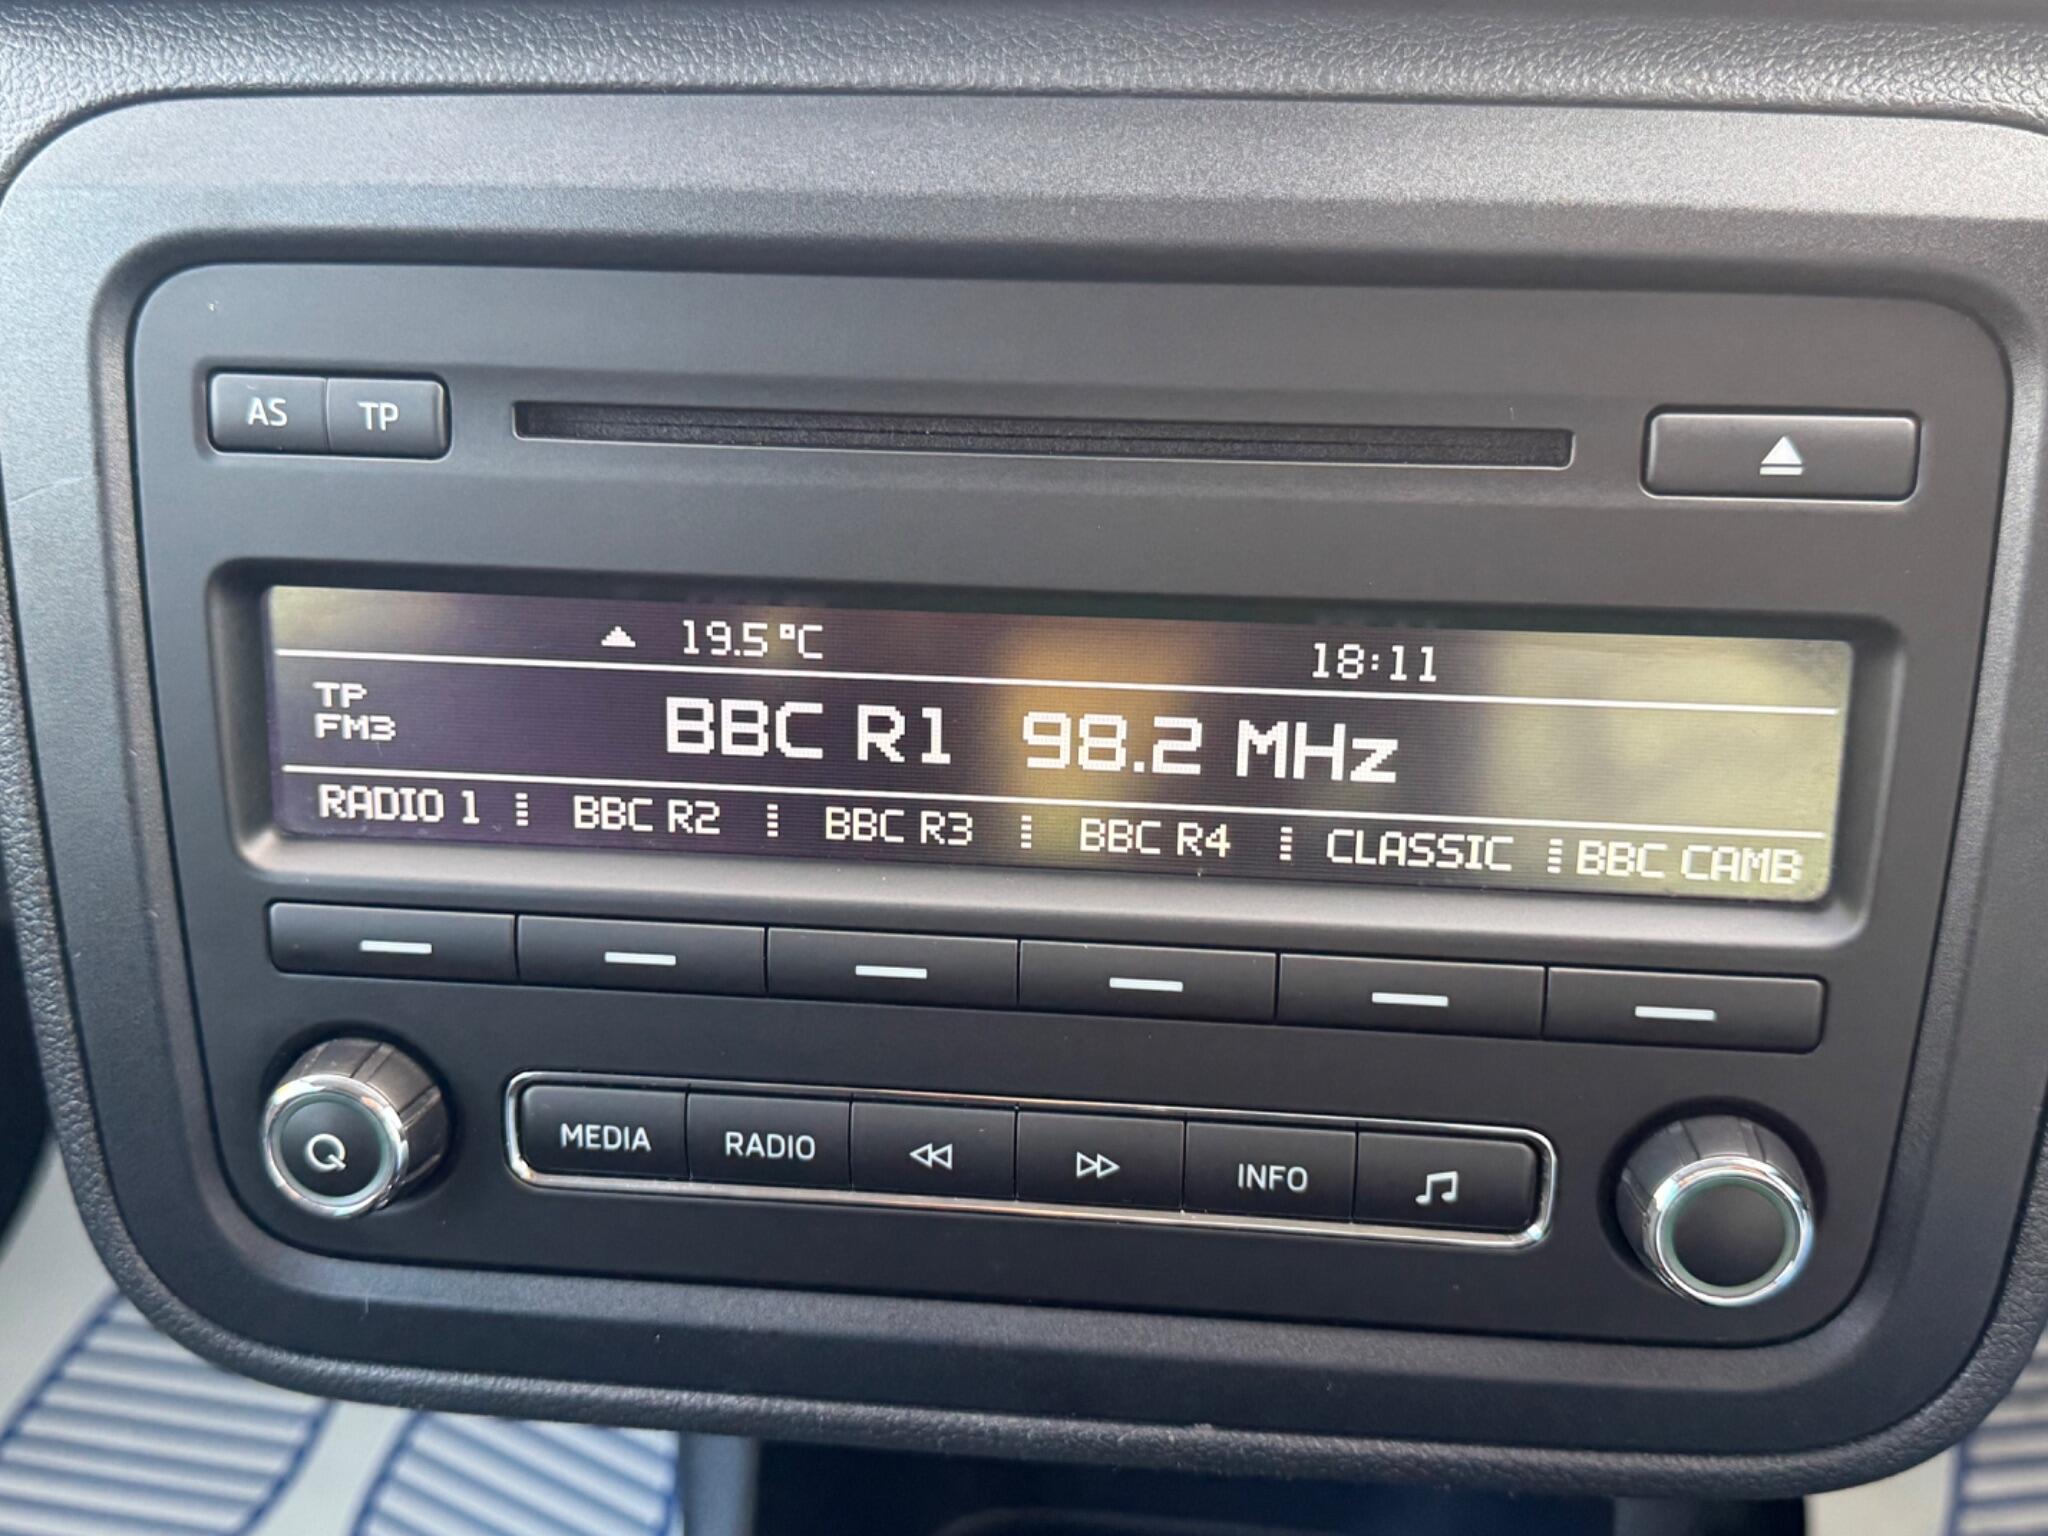 AS TP
19.5°C 18:11
TP
FM3
BBC R1 98.2 MHz
RADIO 1 BBC R2 BBC R3 BBC R4 CLASSIC BBC CAMB
MEDIA RADIO INFO